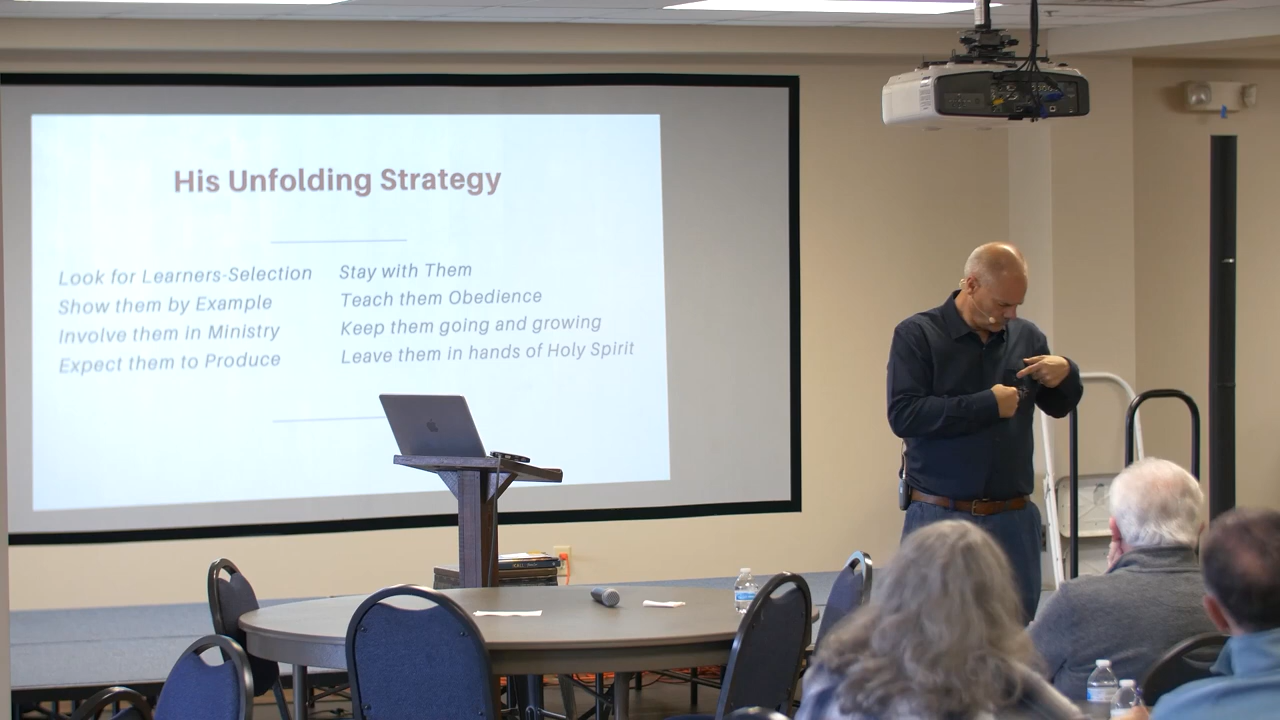 His Unfolding Strategy
Look for Learners-Selection
Show them by Example
Involve them in Ministry
Expect them to Produce
Stay with Them
Teach them Obedience
Keep them going and growing
Leave them in hands of Holy Spirit